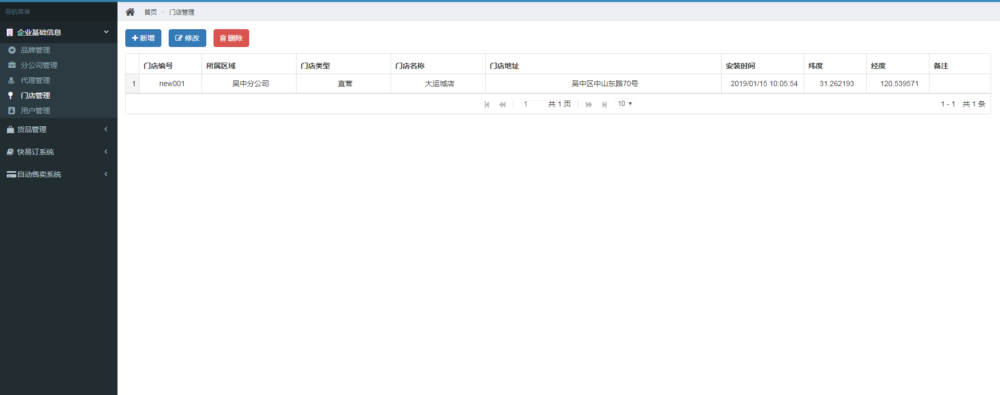 导航菜单
企业基础信息
品牌管理
分公司管理
代理管理
门店管理
用户管理
货品管理
快易订系统
自动售卖系统
首页 > 门店管理
新增 修改 删除
门店编号 所属区域 门店类型 门店名称 门店地址 安装时间 纬度 经度 备注
1 new001 吴中分公司 直营 大运城店 吴中区中山东路70号 2019/01/15 10:05:54 31.262193 120.539571
1 共 1 页 10 1 - 1 共 1 条